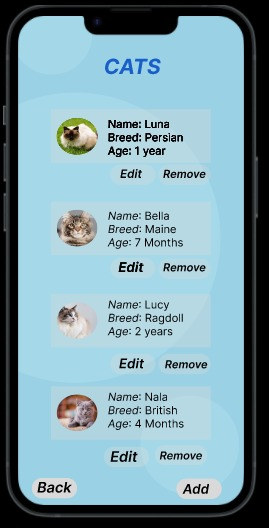 CATS
Name: Luna
Breed: Persian
Age: 1 year
Edit Remove
Name: Bella
Breed: Maine
Age: 7 Months
Edit Remove
Name: Lucy
Breed: Ragdoll
Age: 2 years
Edit Remove
Name: Nala
Breed: British
Age: 4 Months
Edit Remove
Back Add